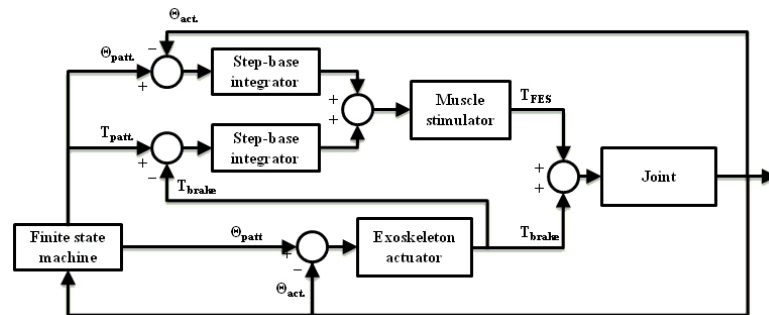 Θact.
−
Θpatt.
+
Step-base
integrator
+
+
Muscle
stimulator
TFES
Tpatt.
+
−
Step-base
integrator
Tbrake
+
+
Joint
Finite state
machine
Θpatt
+
−
Θact.
Exoskeleton
actuator
Tbrake